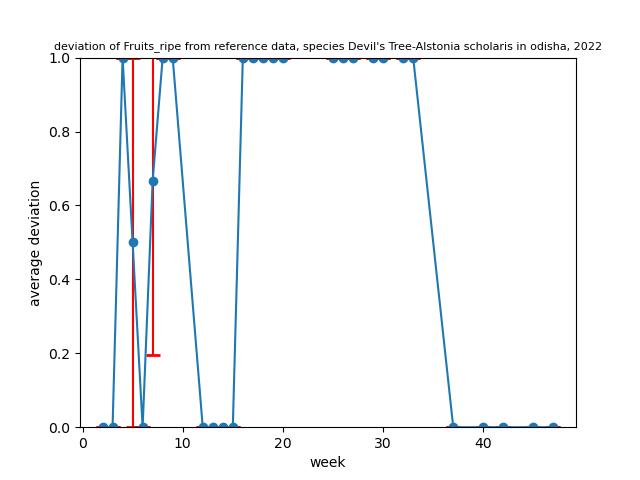 deviation of Fruits_ripe from reference data, species Devil's Tree-Alstonia scholaris in odisha, 2022
1.0
0.8
0.6
0.4
0.2
0.0
average deviation
0 10 20 30 40
week